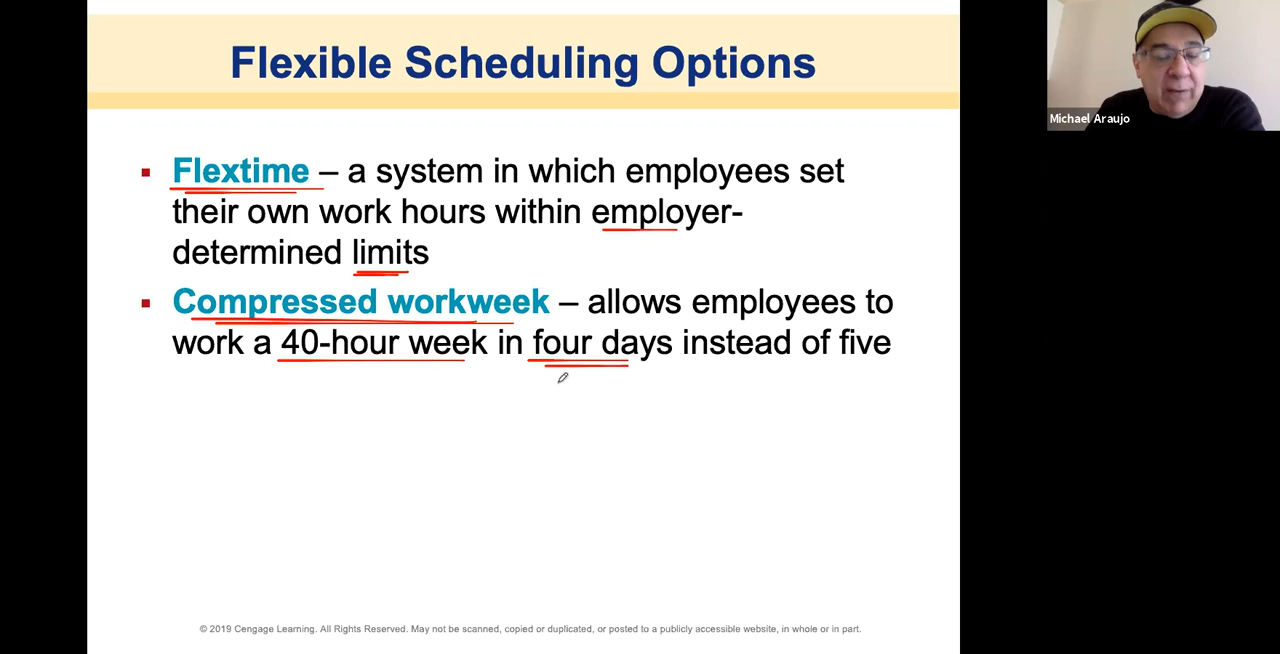 Flexible Scheduling Options
Michael Araujo
▪ Flextime – a system in which employees set
their own work hours within employer-
determined limits
▪ Compressed workweek – allows employees to
work a 40-hour week in four days instead of five
© 2019 Cengage Learning. All Rights Reserved. May not be scanned, copied or duplicated, or posted to a publicly accessible website, in whole or in part.